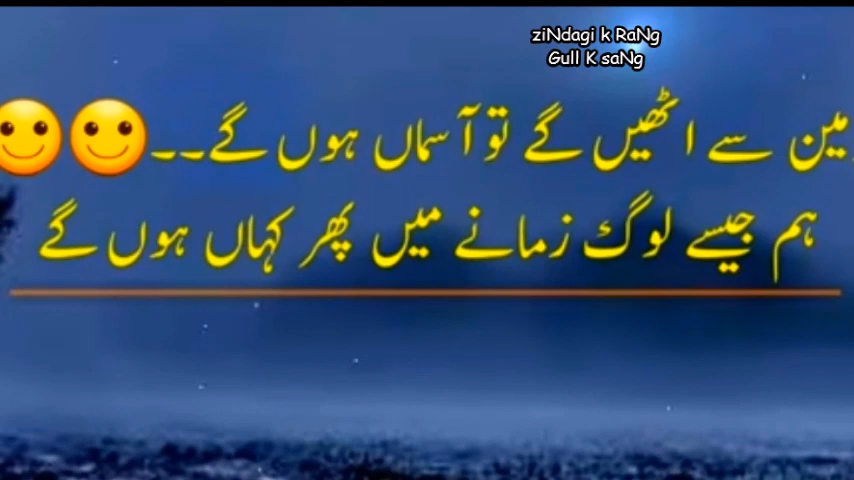 ziNdagi k RaNg
Gull K saNg
زمین سے اٹھیں گے تو آسماں ہوں گے۔۔
ہم جیسے لوگ زمانے میں پھر کہاں ہوں گے